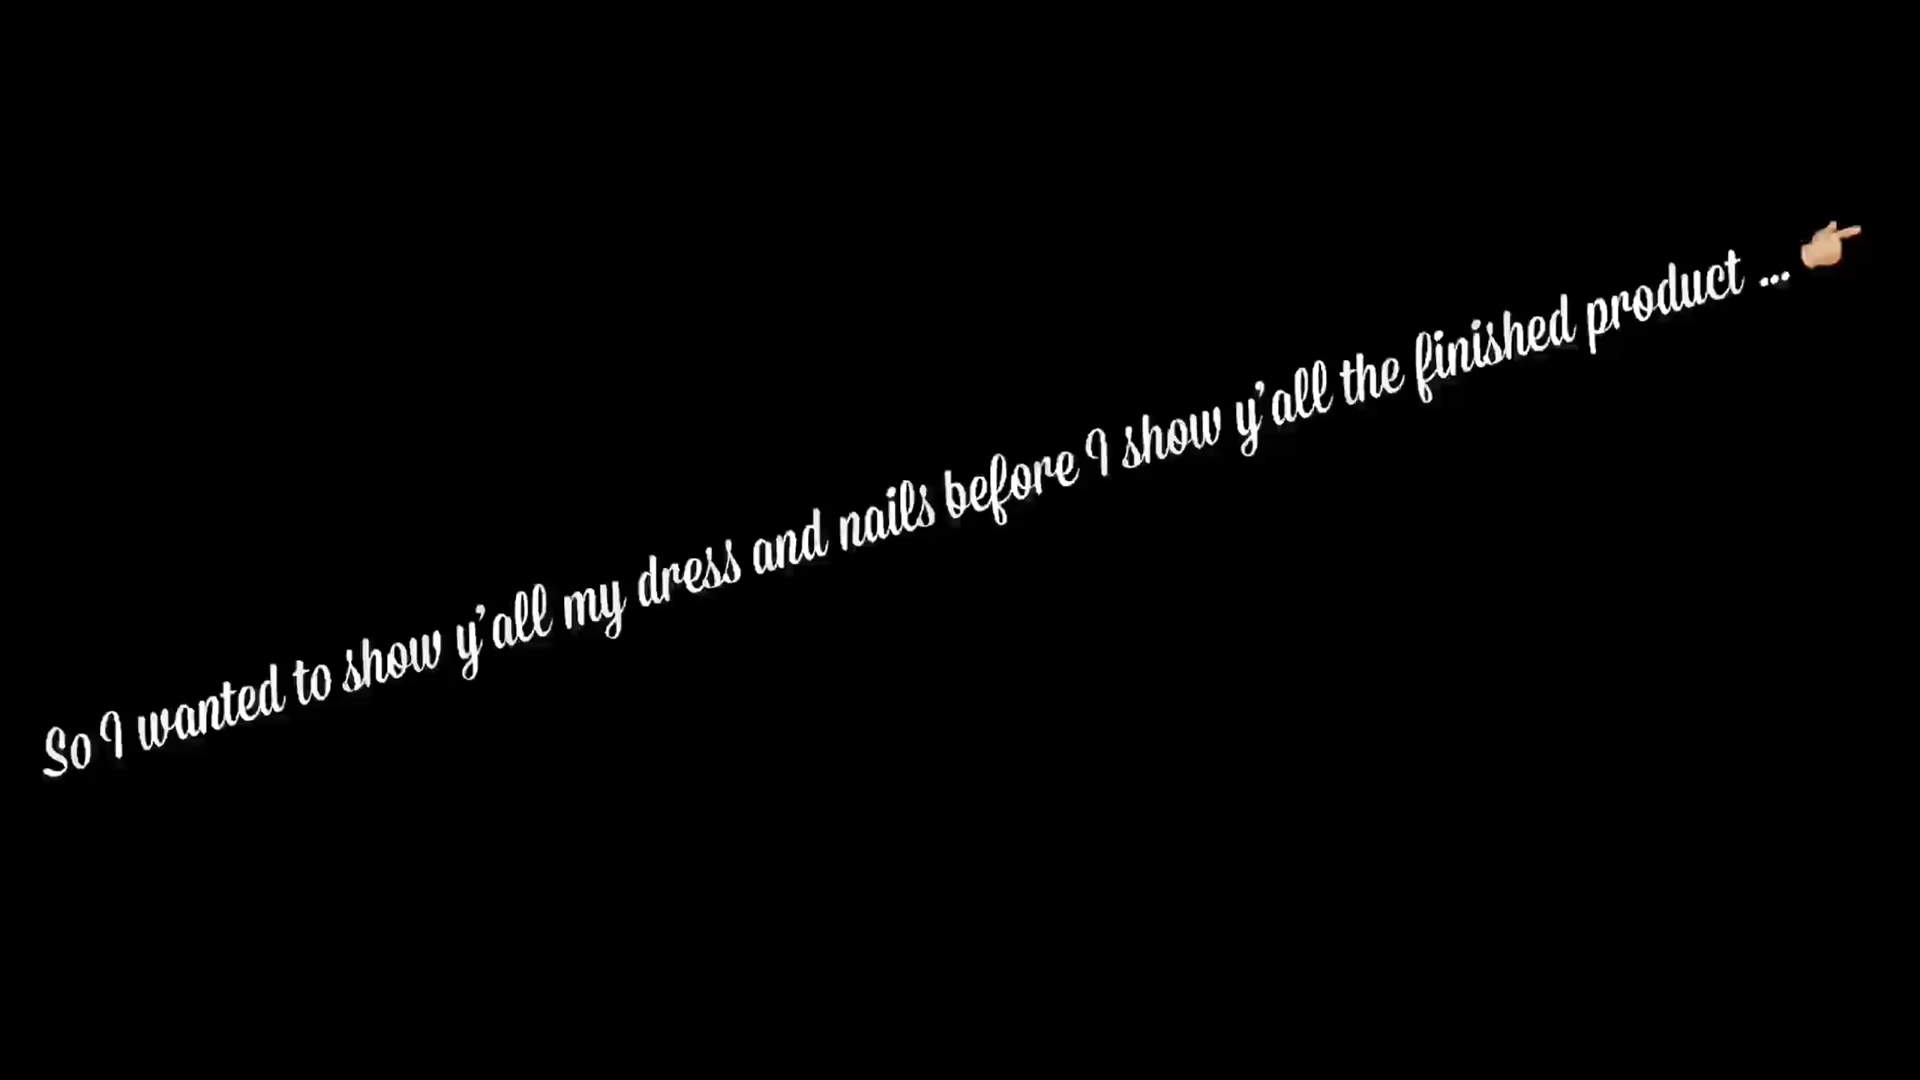 So I wanted to show y'all my dress and nails before I show y'all the finished product ... 👉🏼